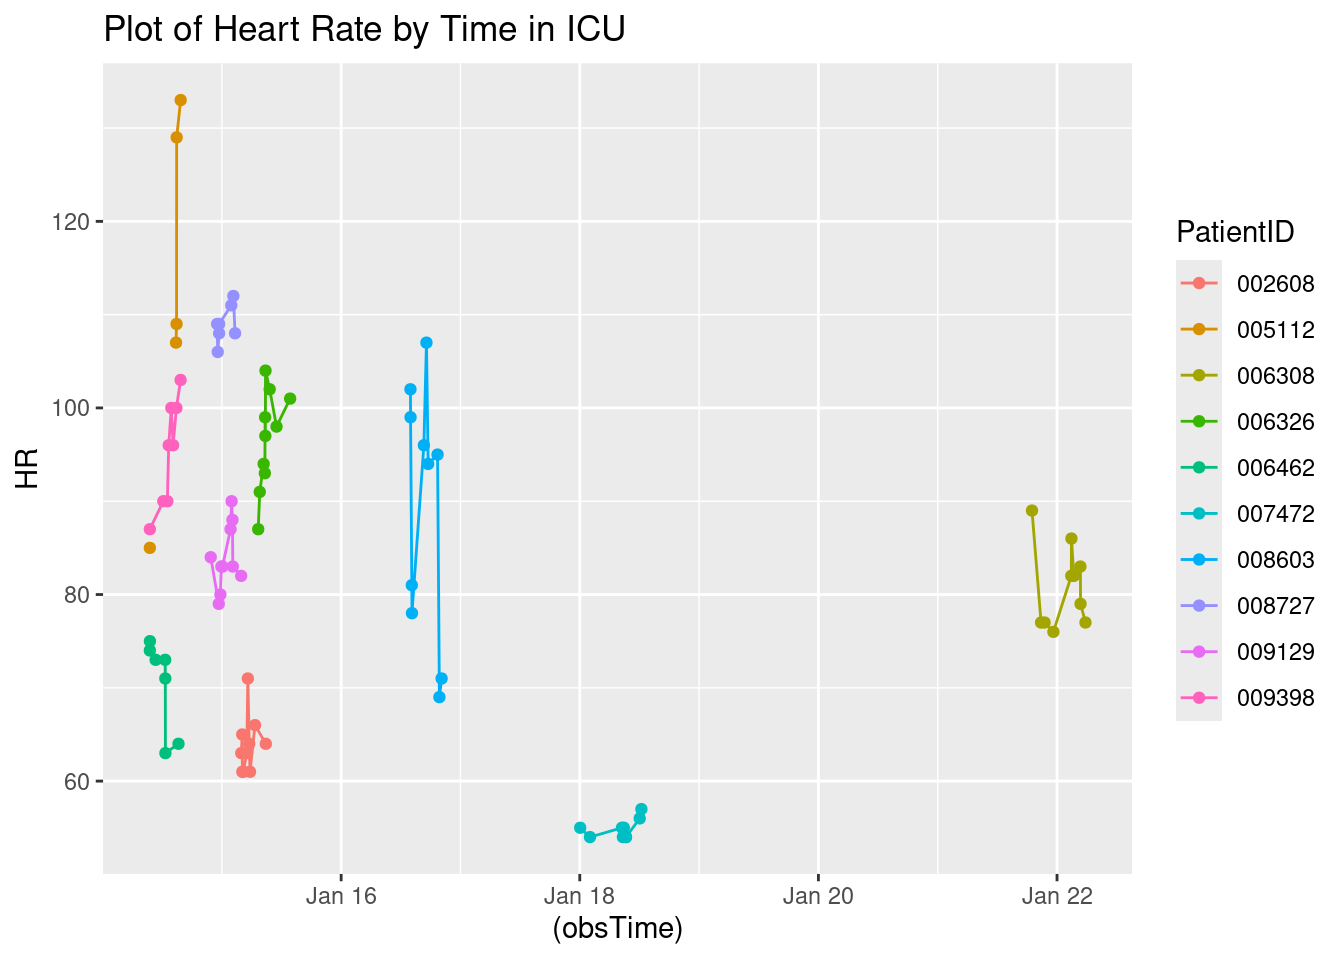 Plot of Heart Rate by Time in ICU
HR
120
100
80
60
Jan 16
Jan 18
Jan 20
Jan 22
(obsTime)
PatientID
002608
005112
006308
006326
006462
007472
008603
008727
009129
009398